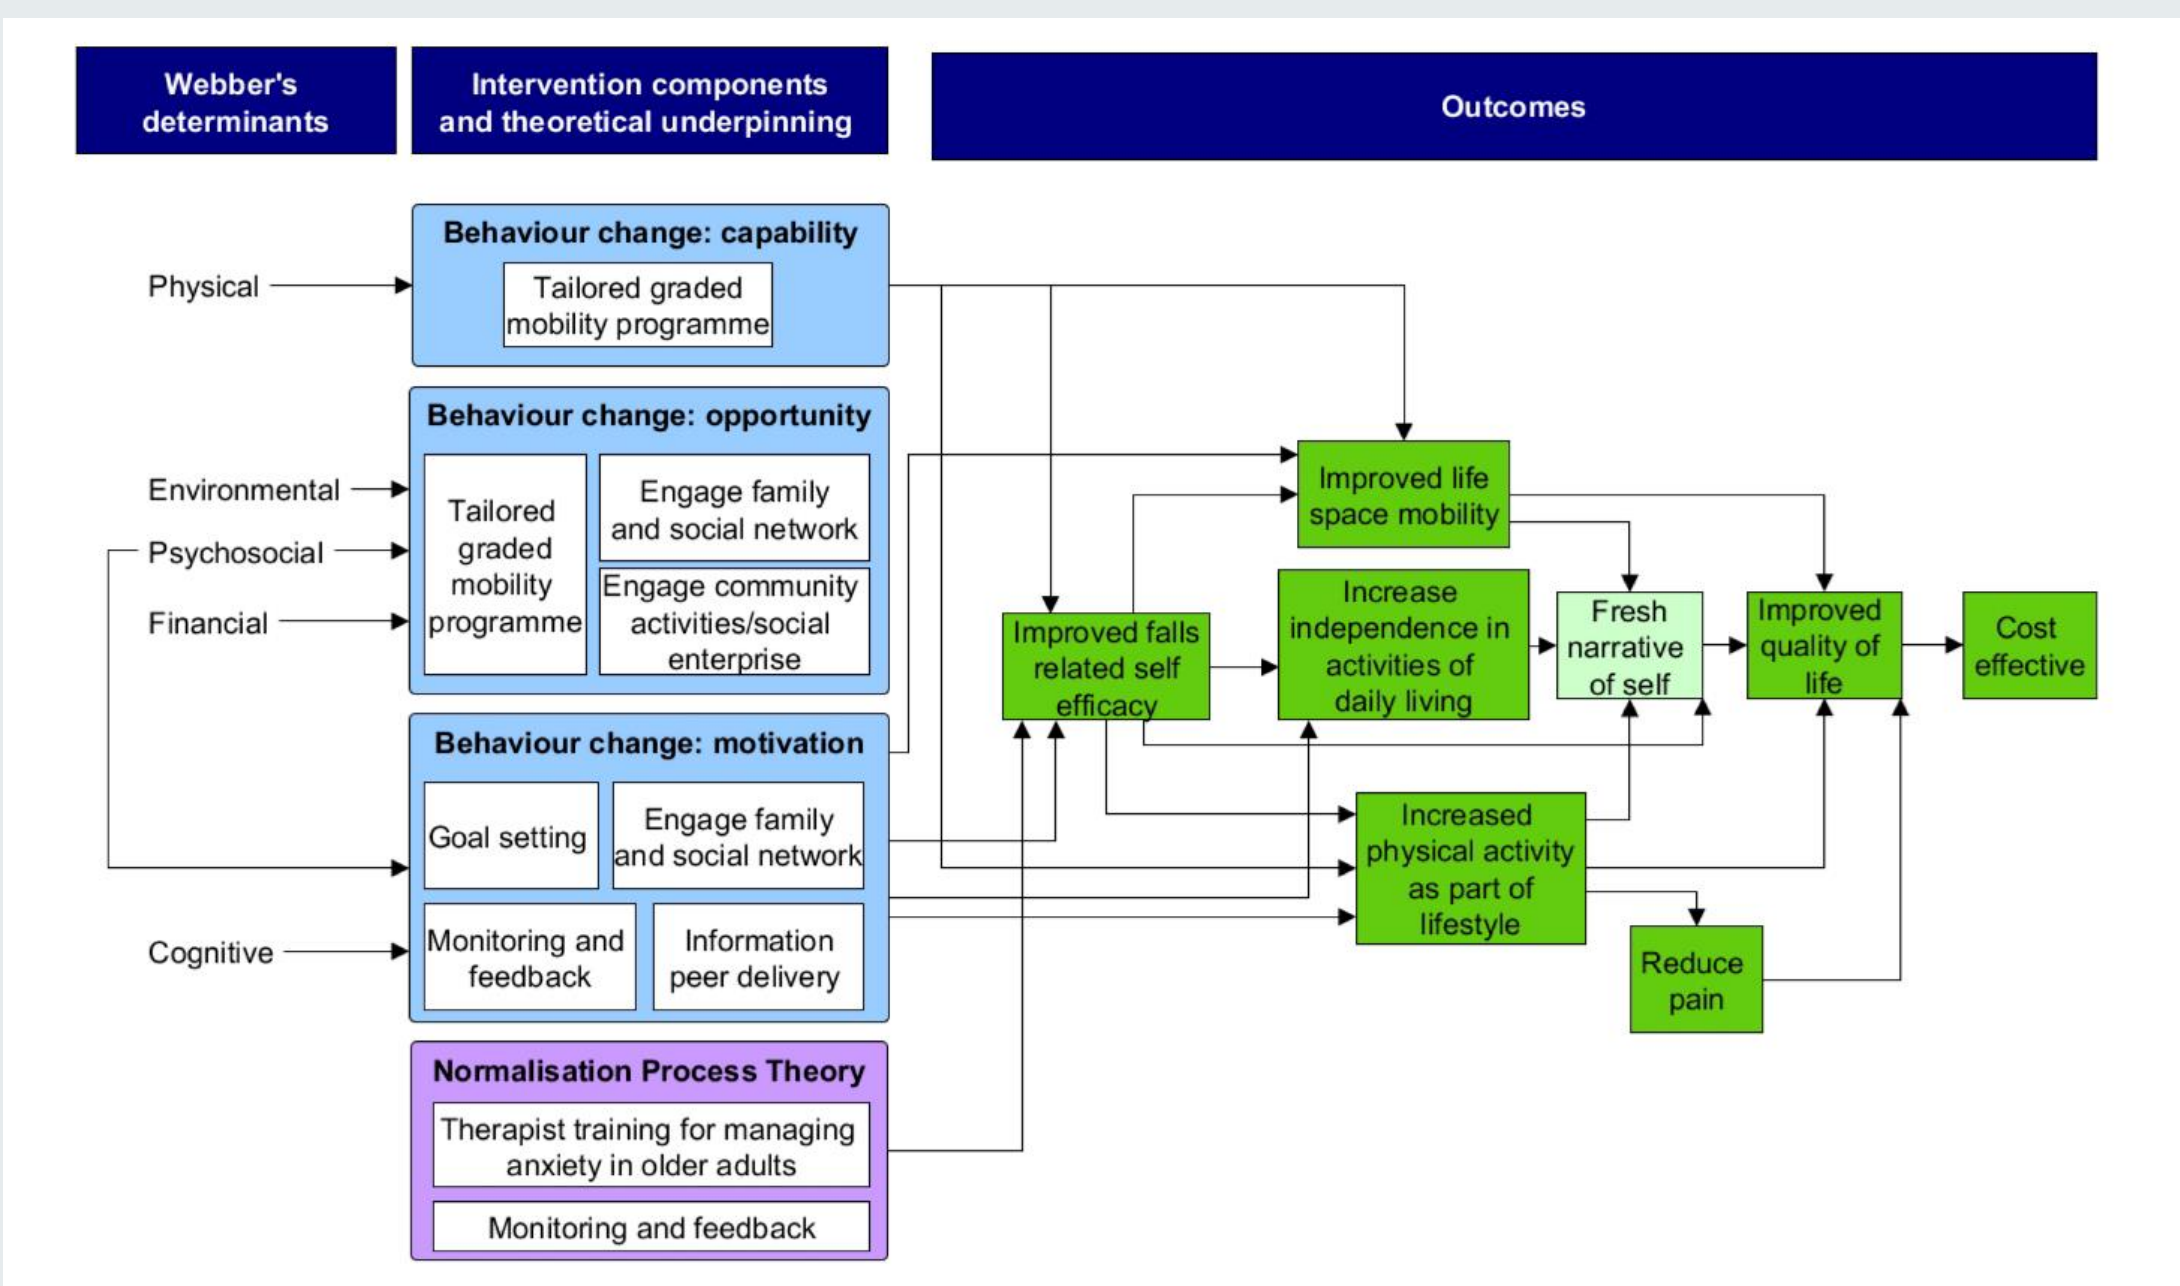 Webber's
determinants
Intervention components
and theoretical underpinning
Outcomes
Physical
Environmental
Psychosocial
Financial
Cognitive
Behaviour change: capability
Tailored graded
mobility programme
Behaviour change: opportunity
Tailored
graded
mobility
programme
Engage family
and social network
Engage community
activities/social
enterprise
Behaviour change: motivation
Goal setting
Engage family
and social network
Monitoring and
feedback
Information
peer delivery
Normalisation Process Theory
Therapist training for managing
anxiety in older adults
Monitoring and feedback
Improved falls
related self
efficacy
Improved life
space mobility
Increase
independence in
activities of
daily living
Increased
physical activity
as part of
lifestyle
Fresh
narrative
of self
Reduce
pain
Improved
quality of
life
Cost
effective